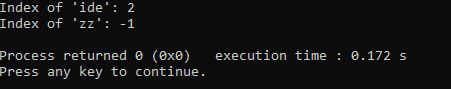 Index of 'ide': 2
Index of 'zz': -1
Process returned 0 (0x0)   execution time : 0.172 s
Press any key to continue.